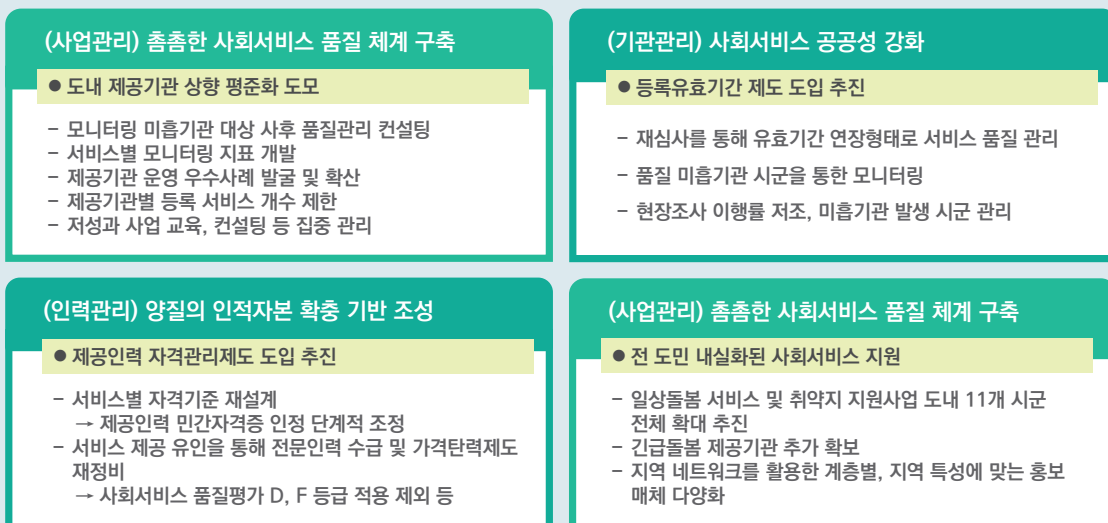 (사업관리) 촘촘한 사회서비스 품질 체계 구축
● 도내 제공기관 상향 평준화 도모
- 모니터링 미흡기관 대상 사후 품질관리 컨설팅
- 서비스별 모니터링 지표 개발
- 제공기관 운영 우수사례 발굴 및 확산
- 제공기관별 등록 서비스 개수 제한
- 저성과 사업 교육, 컨설팅 등 집중 관리
(기관관리) 사회서비스 공공성 강화
● 등록유효기간 제도 도입 추진
- 재심사를 통해 유효기간 연장형태로 서비스 품질 관리
- 품질 미흡기관 시군을 통한 모니터링
- 현장조사 이행률 저조, 미흡기관 발생 시군 관리
(인력관리) 양질의 인적자본 확충 기반 조성
● 제공인력 자격관리제도 도입 추진
- 서비스별 자격기준 재설계
→ 제공인력 민간자격증 인정 단계적 조정
- 서비스 제공 유인을 통해 전문인력 수급 및 가격탄력제도
재정비
→ 사회서비스 품질평가 D, F 등급 적용 제외 등
(사업관리) 촘촘한 사회서비스 품질 체계 구축
● 전 도민 내실화된 사회서비스 지원
- 일상돌봄 서비스 및 취약지 지원사업 도내 11개 시군
전체 확대 추진
- 긴급돌봄 제공기관 추가 확보
- 지역 네트워크를 활용한 계층별, 지역 특성에 맞는 홍보
매체 다양화